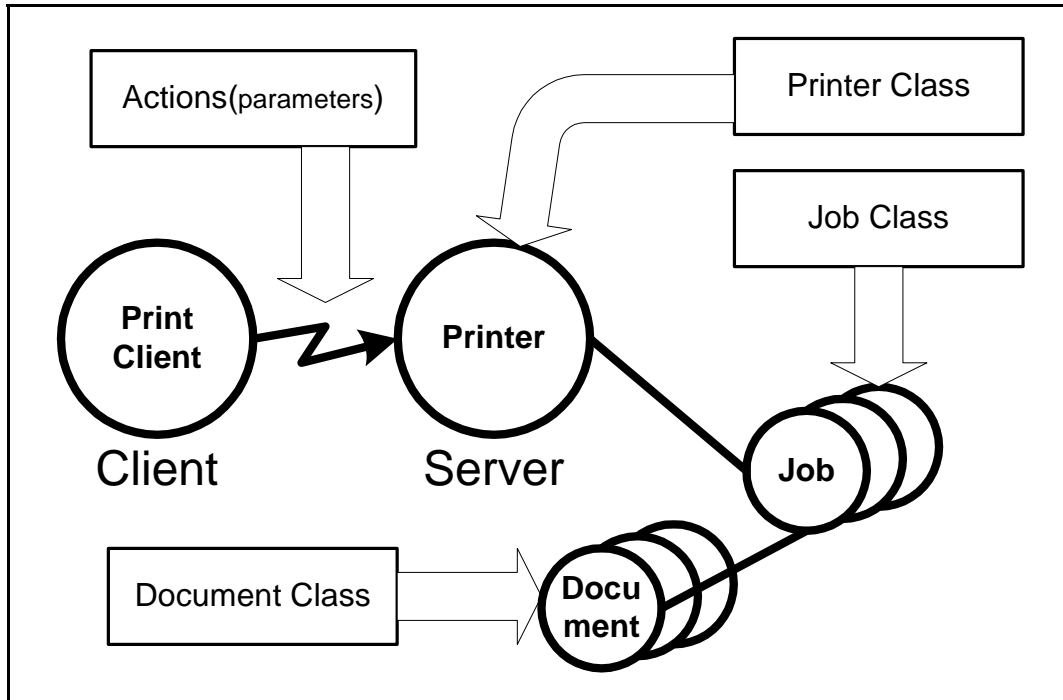 Actions(parameters)
Printer Class
Job Class
Print
Client
Printer
Client
Server
Job
Document Class
Docu
ment